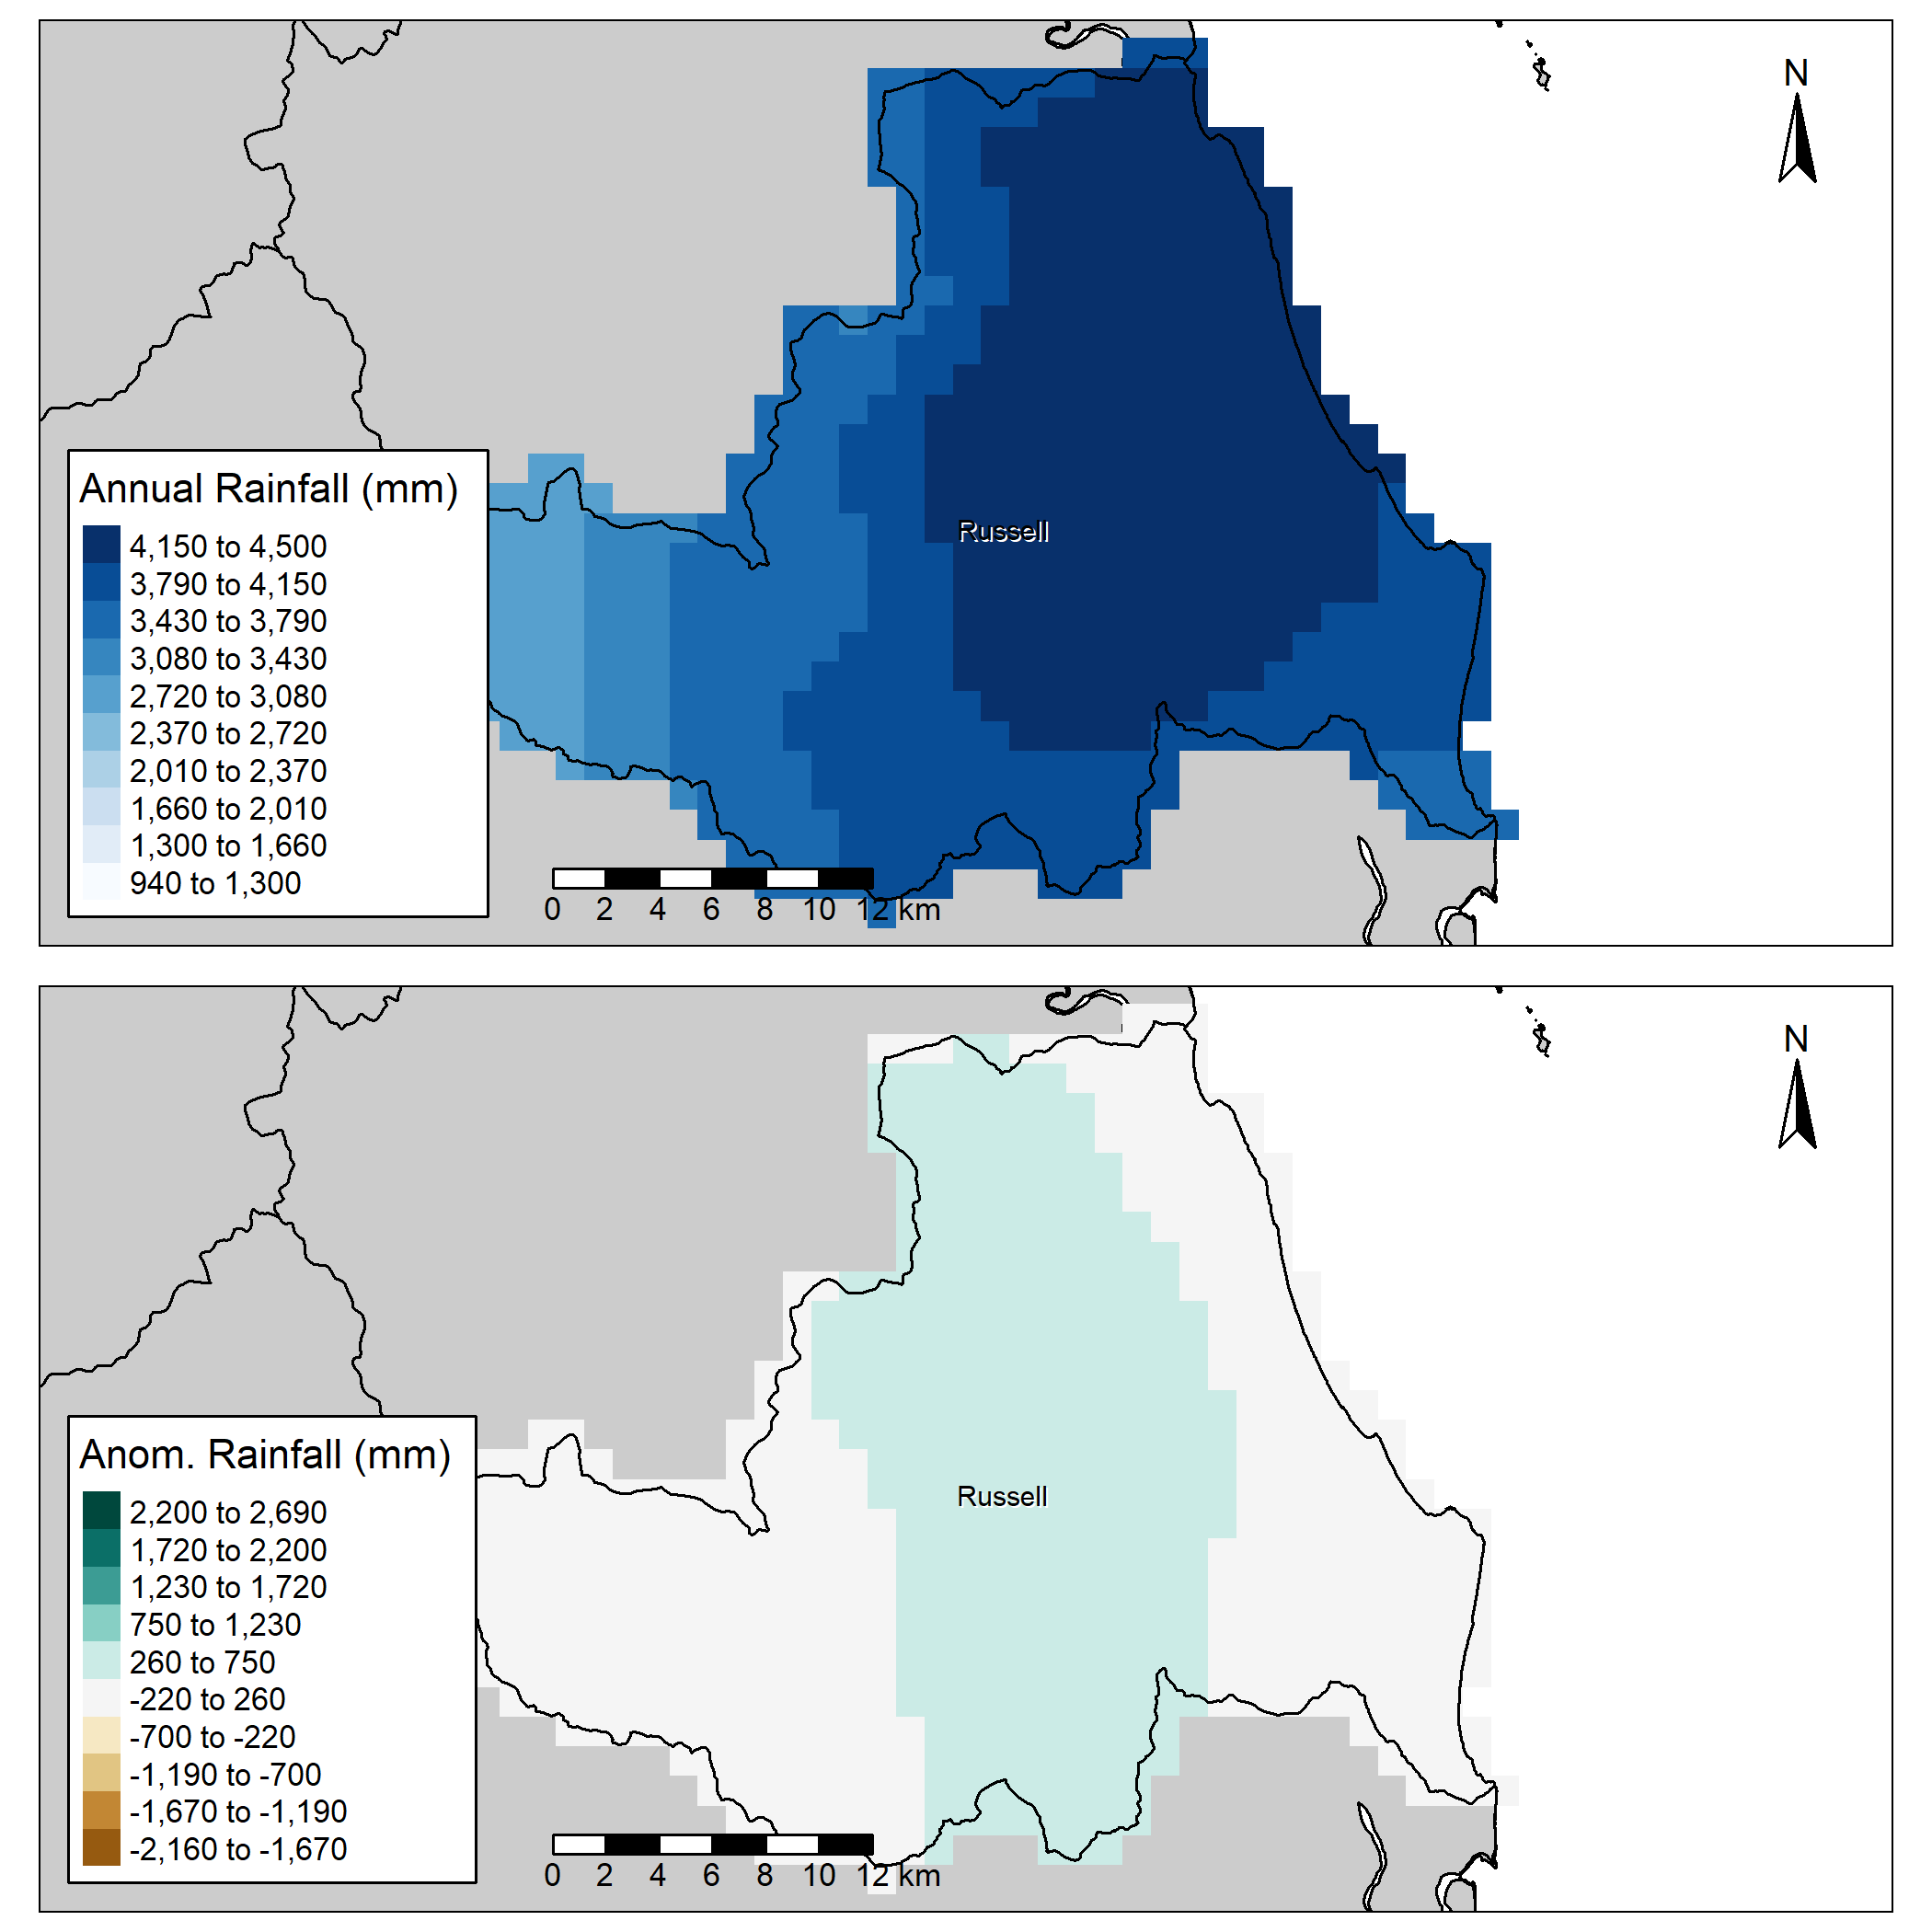 N
Russell
Annual Rainfall (mm)
4,150 to 4,500
3,790 to 4,150
3,430 to 3,790
3,080 to 3,430
2,720 to 3,080
2,370 to 2,720
2,010 to 2,370
1,660 to 2,010
1,300 to 1,660
940 to 1,300
0 2 4 6 8 10 12 km
N
Russell
Anom. Rainfall (mm)
2,200 to 2,690
1,720 to 2,200
1,230 to 1,720
750 to 1,230
260 to 750
-220 to 260
-700 to -220
-1,190 to -700
-1,670 to -1,190
-2,160 to -1,670
0 2 4 6 8 10 12 km